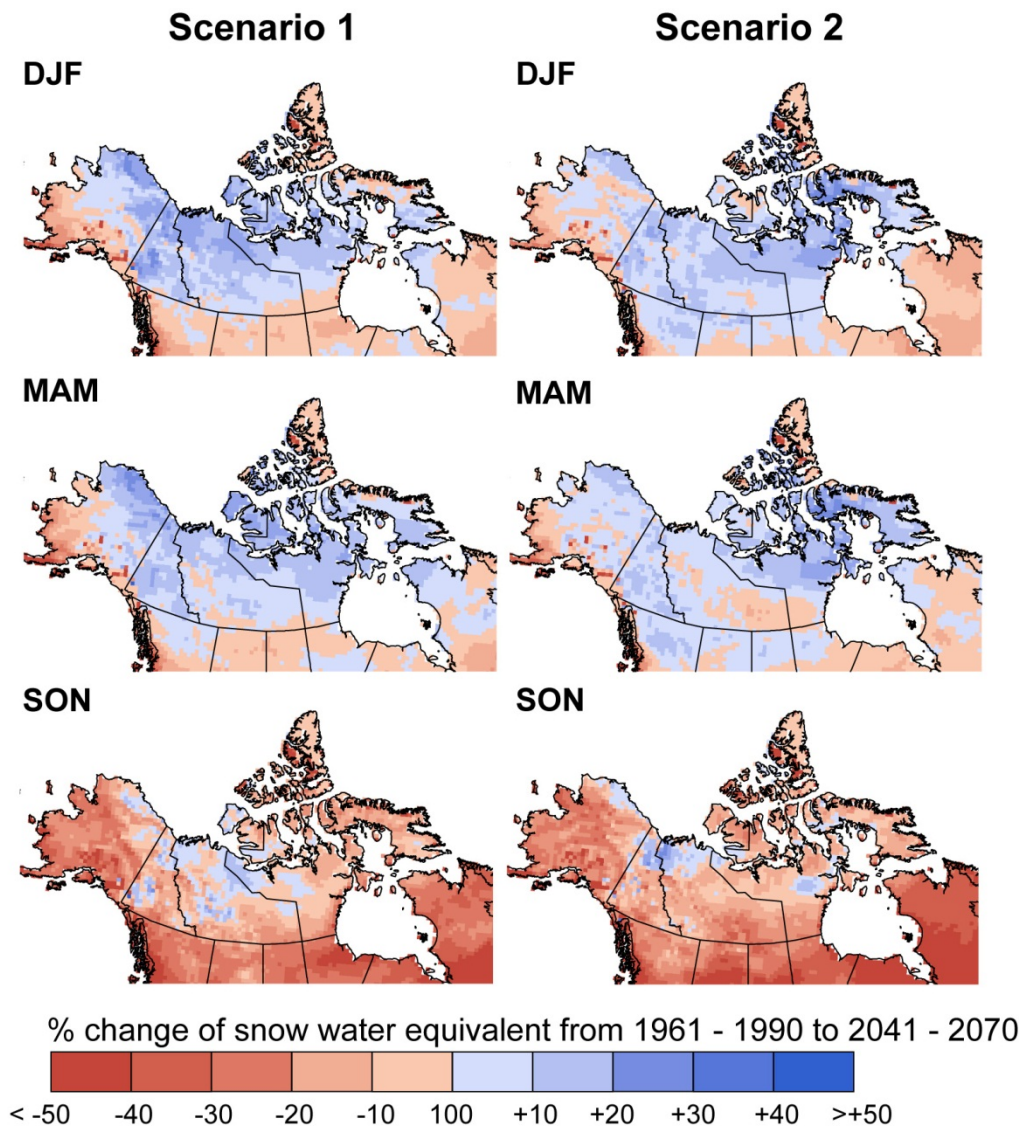 Scenario 1 Scenario 2
DJF DJF
MAM MAM
SON SON
% change of snow water equivalent from 1961 - 1990 to 2041 - 2070
< -50 -40 -30 -20 -10 100 +10 +20 +30 +40 >+50